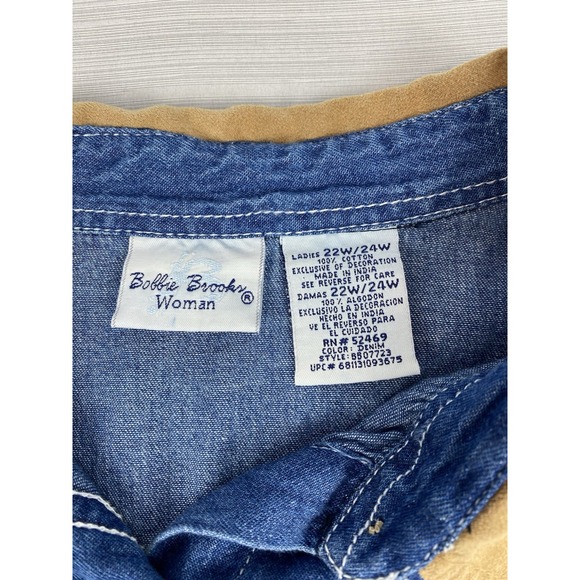 Bobbie Brooks
Woman ®
LADIES 22W/24W
100% COTTON
EXCLUSIVE OF DECORATION
MADE IN INDIA
SEE REVERSE FOR CARE
DAMAS 22W/24W
100% ALGODON
EXCLUSIVO LA DECORACION
HECHO EN INDIA
VE EL REVERSO PARA
EL CUIDADO
RN# 52469
COLOR: DENIM
STYLE: BB07723
UPC# 681131093675